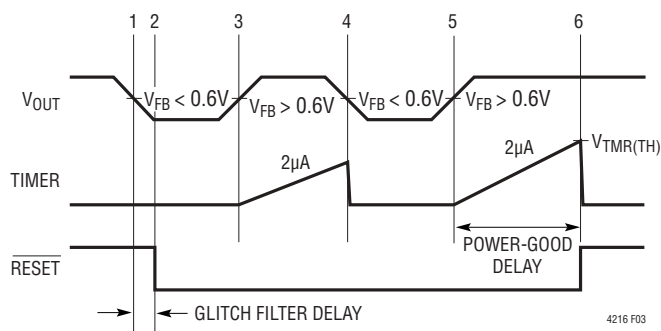 1 2 3 4 5 6
VOUT
VFB < 0.6V VFB > 0.6V VFB < 0.6V VFB > 0.6V
VTMR(TH)
2µA 2µA
TIMER
POWER-GOOD
DELAY
RESET
GLITCH FILTER DELAY
4216 F03